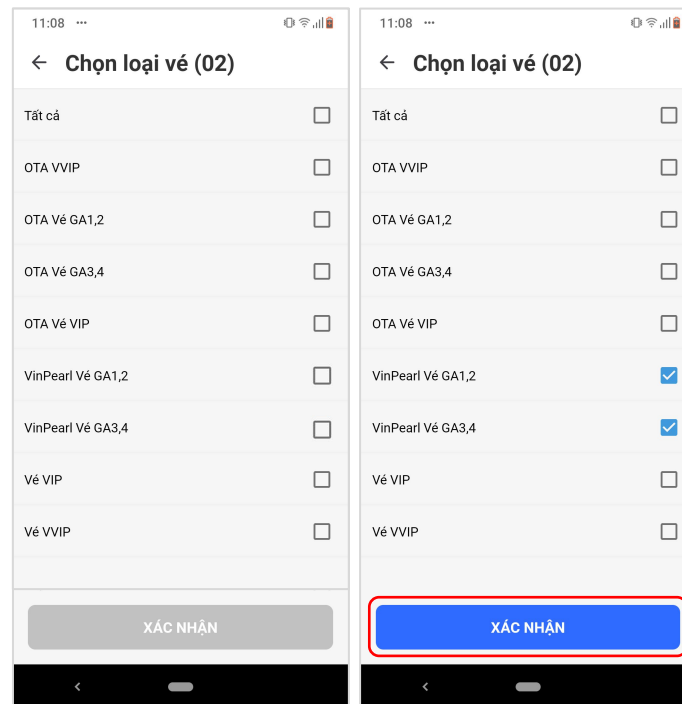 11:08 ...
Chọn loại vé (02)
Tất cả
OTA VVIP
OTA Vé GA1,2
OTA Vé GA3,4
OTA Vé VIP
VinPearl Vé GA1,2
VinPearl Vé GA3,4
Vé VIP
Vé VVIP
XÁC NHẬN
11:08 ...
Chọn loại vé (02)
Tất cả
OTA VVIP
OTA Vé GA1,2
OTA Vé GA3,4
OTA Vé VIP
VinPearl Vé GA1,2
VinPearl Vé GA3,4
Vé VIP
Vé VVIP
XÁC NHẬN